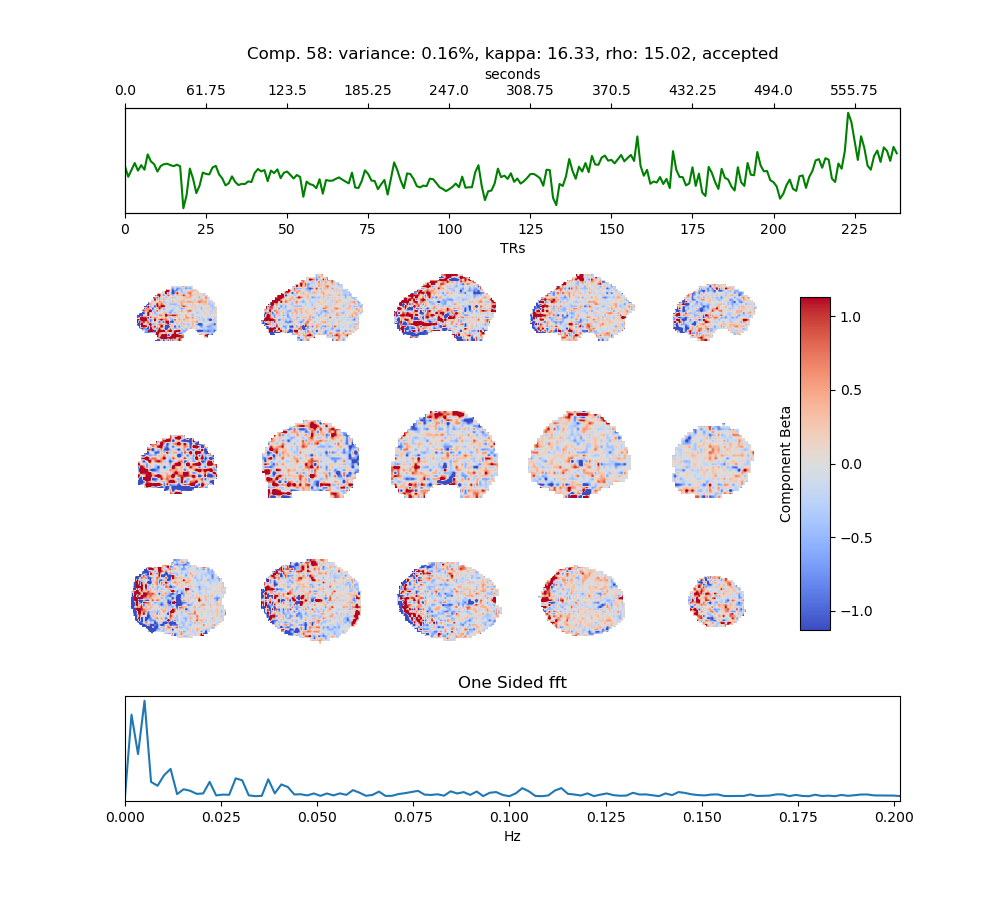 Comp. 58: variance: 0.16%, kappa: 16.33, rho: 15.02, accepted
seconds
0.0 61.75 123.5 185.25 247.0 308.75 370.5 432.25 494.0 555.75
0 25 50 75 100 125 150 175 200 225
TRs
1.0
0.5
0.0
−0.5
−1.0
Component Beta
One Sided fft
0.000 0.025 0.050 0.075 0.100 0.125 0.150 0.175 0.200
Hz